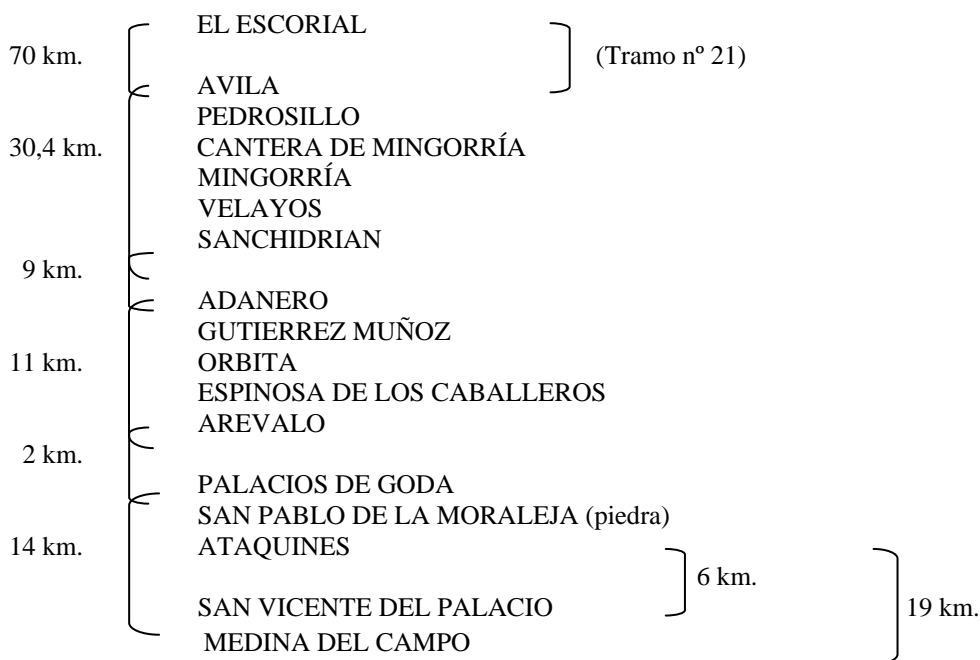 EL ESCORIAL
70 km. (Tramo nº 21)
AVILA
PEDROSILLO
30,4 km. CANTERA DE MINGORRÍA
MINGORRÍA
VELAYOS
SANCHIDRIAN
9 km.
ADANERO
GUTIERREZ MUÑOZ
11 km. ORBITA
ESPINOSA DE LOS CABALLEROS
AREVALO
2 km.
PALACIOS DE GODA
SAN PABLO DE LA MORALEJA (piedra)
14 km. ATAQUINES
6 km.
SAN VICENTE DEL PALACIO 19 km.
MEDINA DEL CAMPO